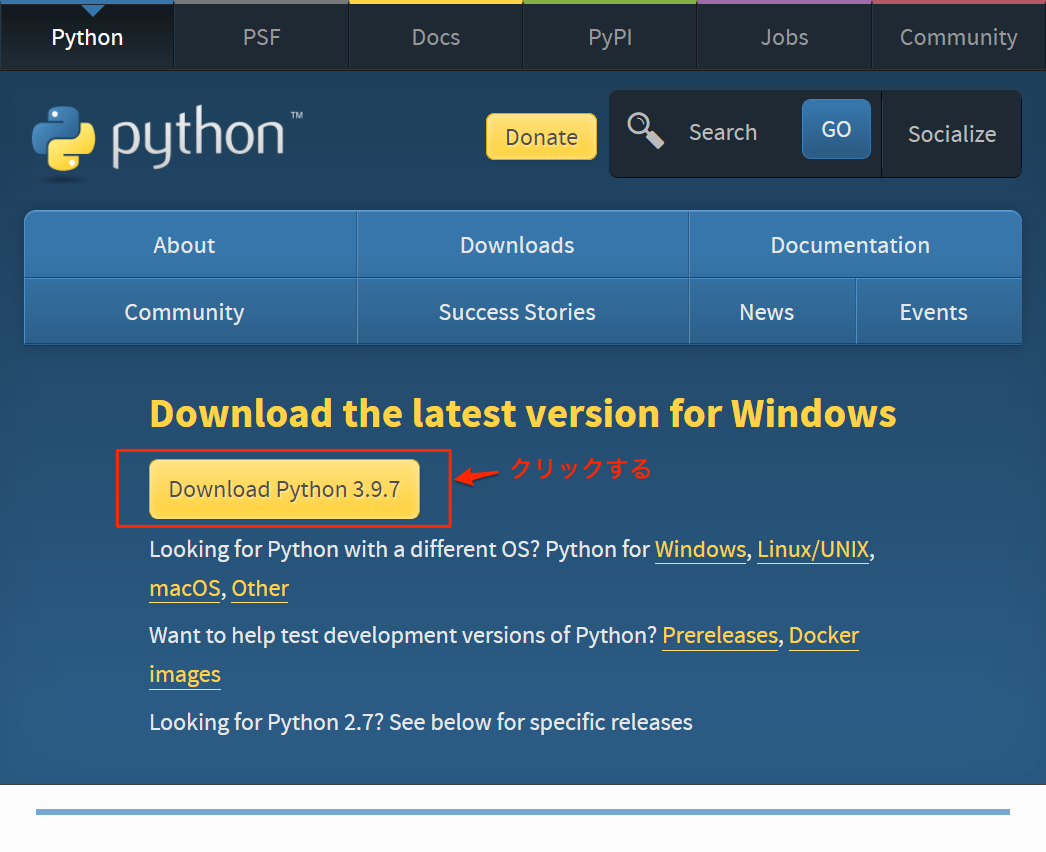 Python PSF Docs PyPI Jobs Community
python™ Donate Search GO Socialize
About Downloads Documentation
Community Success Stories News Events
Download the latest version for Windows
Download Python 3.9.7 クリックする
Looking for Python with a different OS? Python for Windows, Linux/UNIX,
macOS, Other
Want to help test development versions of Python? Prereleases, Docker
images
Looking for Python 2.7? See below for specific releases